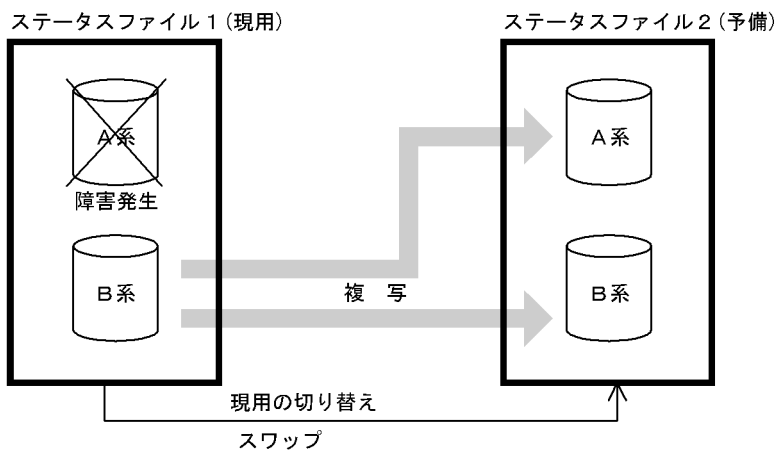 ステータスファイル１(現用)
ステータスファイル２(予備)
Ａ系
障害発生
Ａ系
Ｂ系
複　写
Ｂ系
現用の切り替え
スワップ